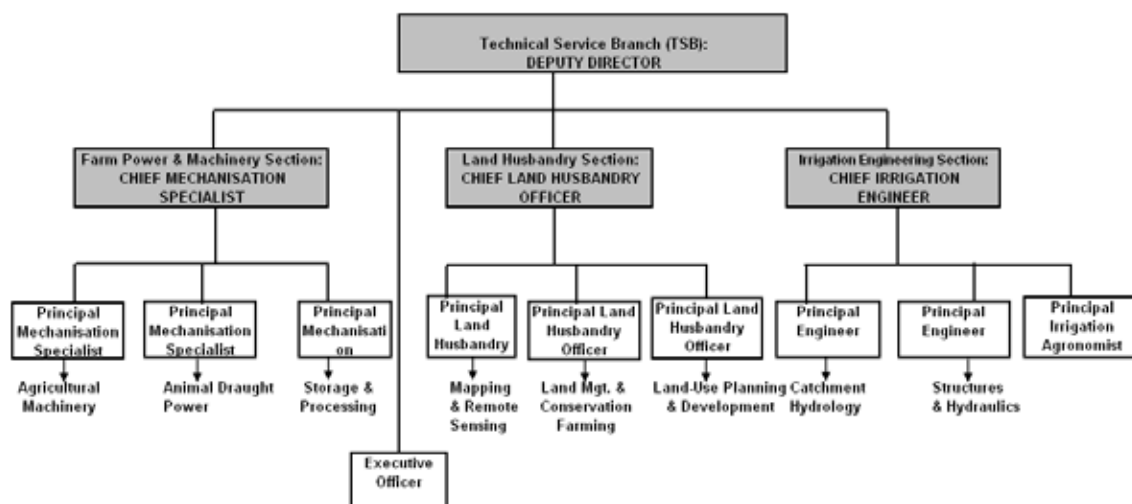 Technical Service Branch (TSB):
DEPUTY DIRECTOR
Farm Power & Machinery Section:
CHIEF MECHANISATION
SPECIALIST
Land Husbandry Section:
CHIEF LAND HUSBANDRY
OFFICER
Irrigation Engineering Section:
CHIEF IRRIGATION
ENGINEER
Principal
Mechanisation
Specialist
Principal
Mechanisation
Specialist
Principal
Mechanisati
on
Principal
Land
Husbandry
Principal Land
Husbandry
Officer
Principal Land
Husbandry
Officer
Principal
Engineer
Principal
Engineer
Principal
Irrigation
Agronomist
Agricultural
Machinery
Animal Draught
Power
Storage &
Processing
Mapping
& Remote
Sensing
Land Mgt. &
Conservation
Farming
Land-Use Planning
& Development
Catchment
Hydrology
Structures
& Hydraulics
Executive
Officer